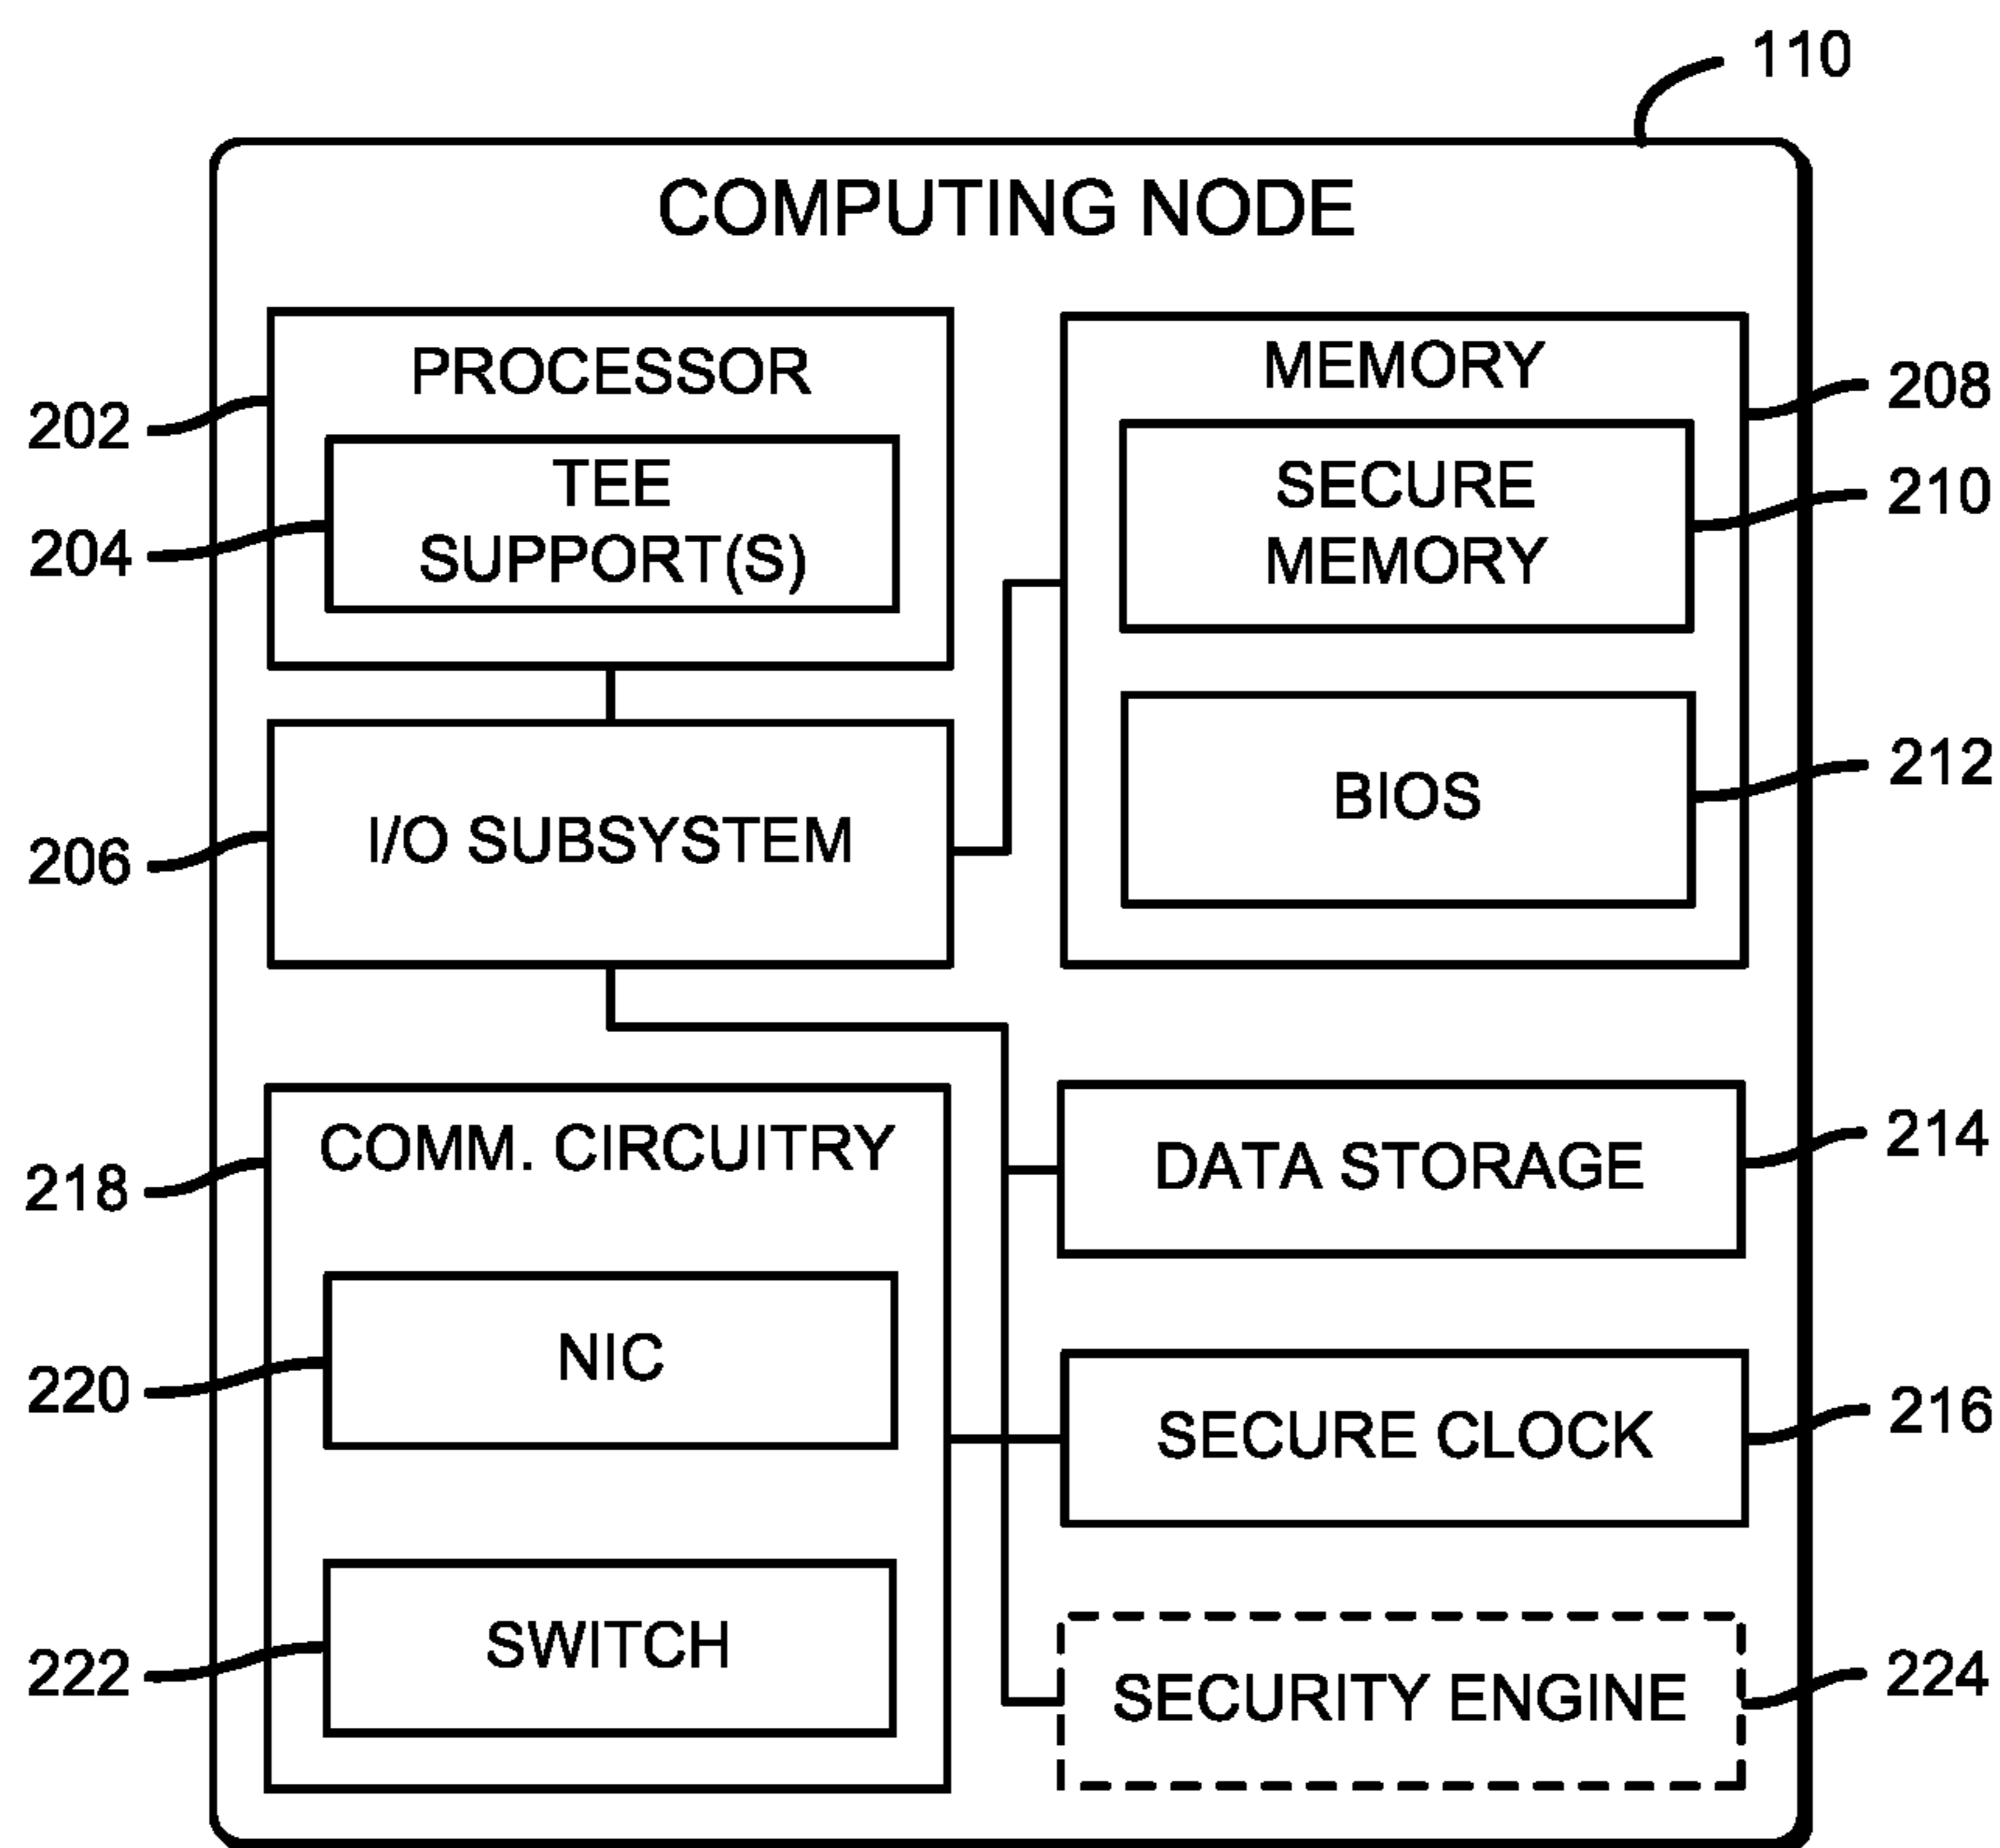 110
COMPUTING NODE
PROCESSOR
202
TEE
SUPPORT(S)
204
MEMORY
208
SECURE
MEMORY
210
I/O SUBSYSTEM
206
BIOS
212
COMM. CIRCUITRY
218
DATA STORAGE
214
NIC
220
SECURE CLOCK
216
SWITCH
222
SECURITY ENGINE
224